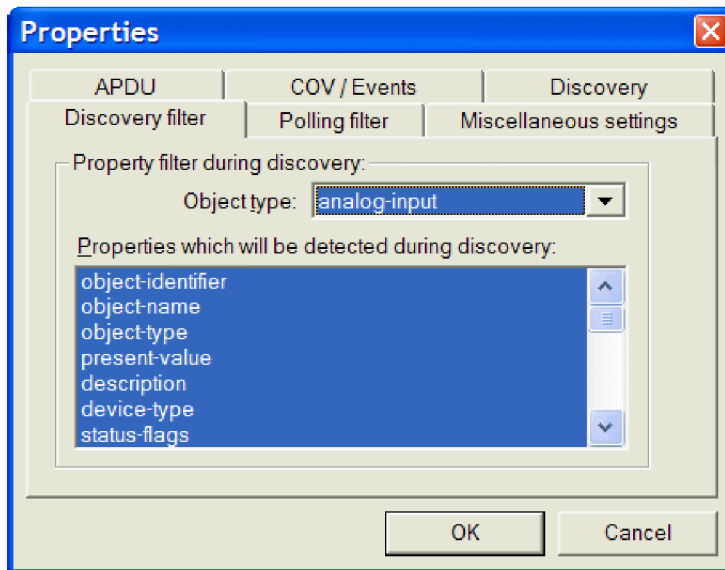 Properties
APDU COV / Events Discovery
Discovery filter Polling filter Miscellaneous settings
Property filter during discovery:
Object type: analog-input
Properties which will be detected during discovery:
object-identifier
object-name
object-type
present-value
description
device-type
status-flags
OK Cancel